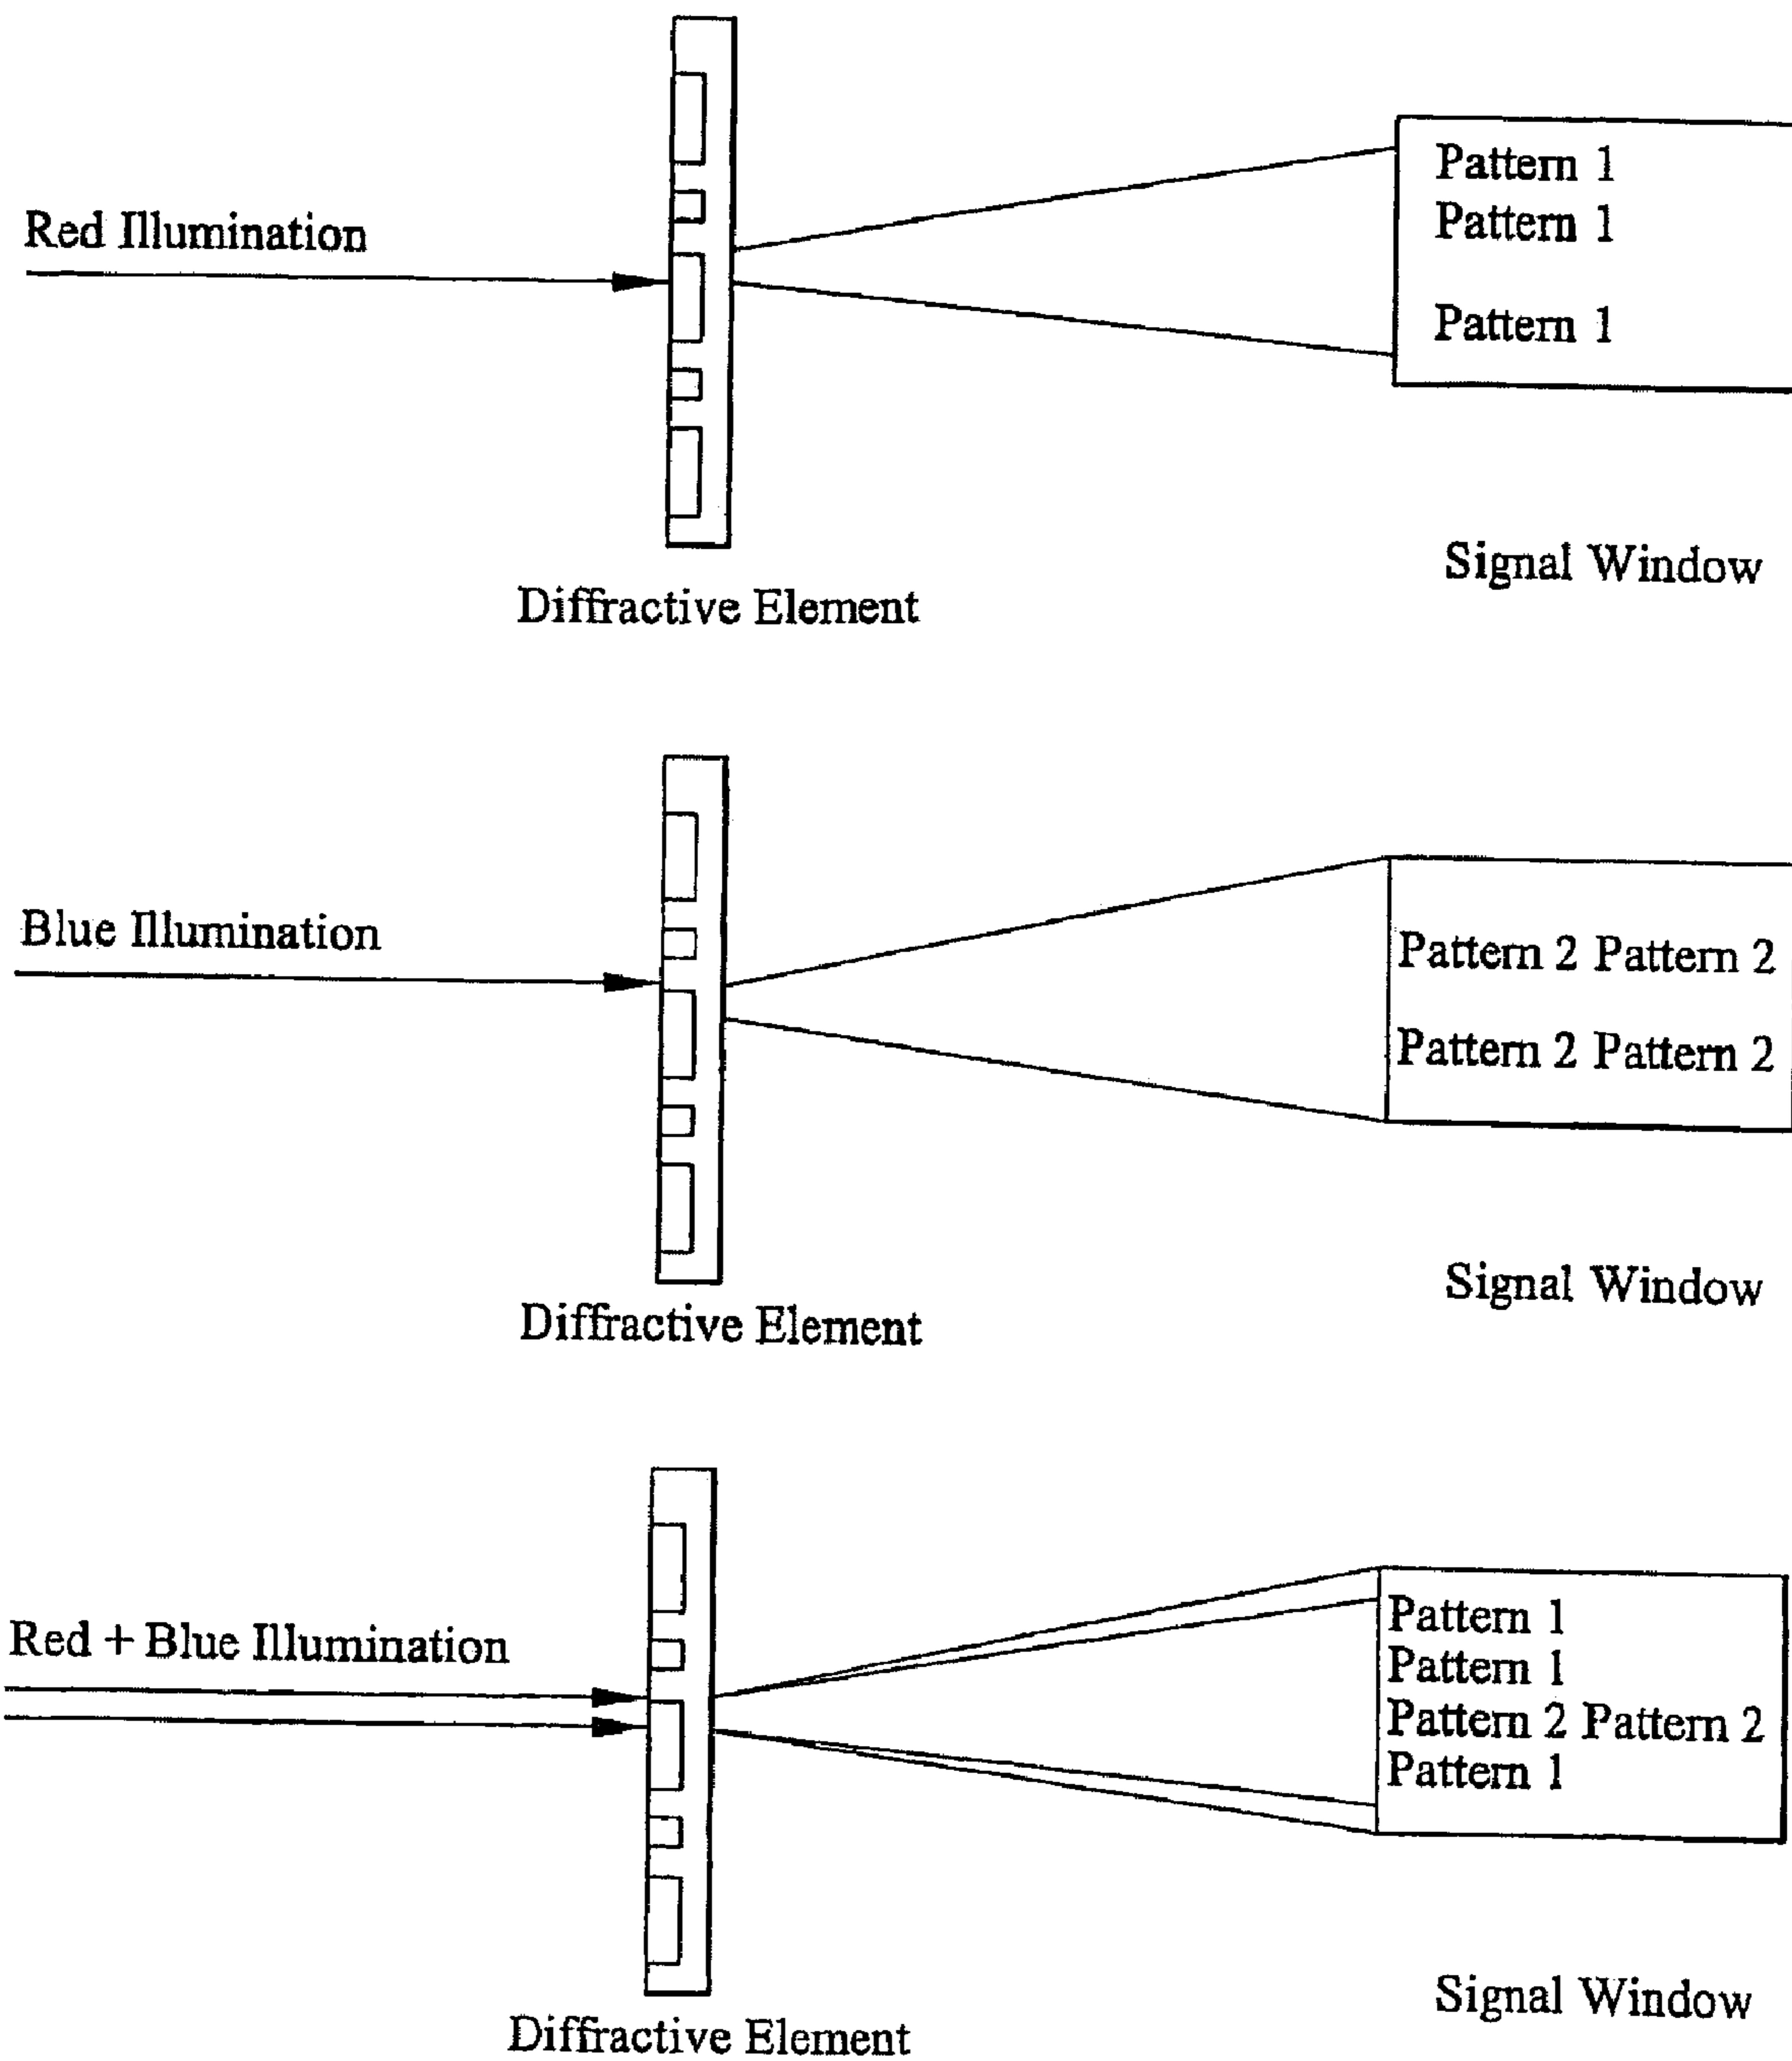 Red Illumination
Pattern 1
Pattern 1
Pattern 1
Signal Window
Diffractive Element
Blue Illumination
Pattern 2 Pattern 2
Pattern 2 Pattern 2
Signal Window
Diffractive Element
Red + Blue Illumination
Pattern 1
Pattern 1
Pattern 2 Pattern 2
Pattern 1
Signal Window
Diffractive Element